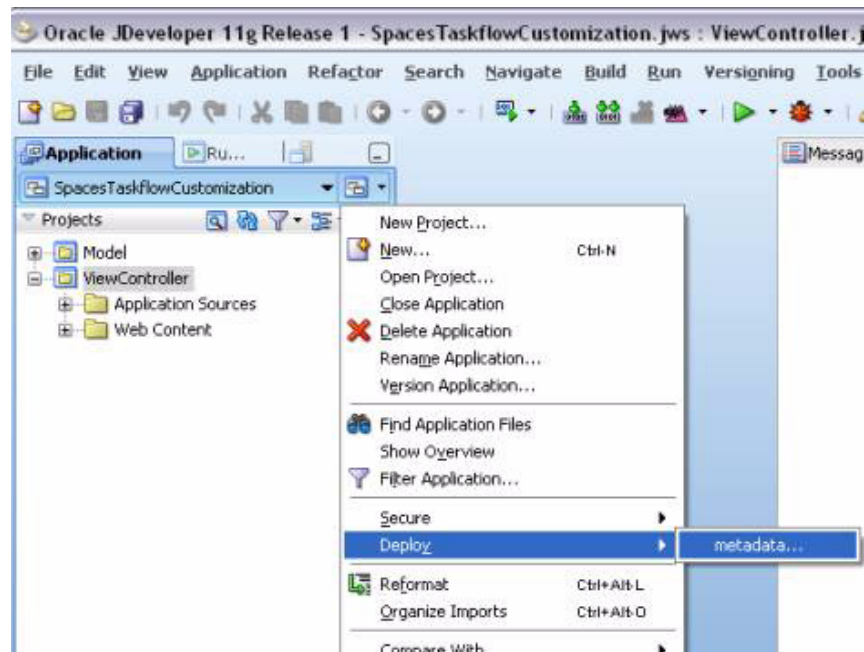 Oracle JDeveloper 11g Release 1 - SpacesTaskflowCustomization.jws : ViewController.j
File Edit View Application Refactor Search Navigate Build Run Versioning Tools
Application Ru... Messag
SpacesTaskflowCustomization
Projects
Model
ViewController
Application Sources
Web Content
New Project...
New... Ctrl-N
Open Project...
Close Application
Delete Application
Rename Application...
Version Application...
Find Application Files
Show Overview
Filter Application...
Secure
Deploy metadata...
Reformat Ctrl+Alt-L
Organize Imports Ctrl+Alt-O
Compare With